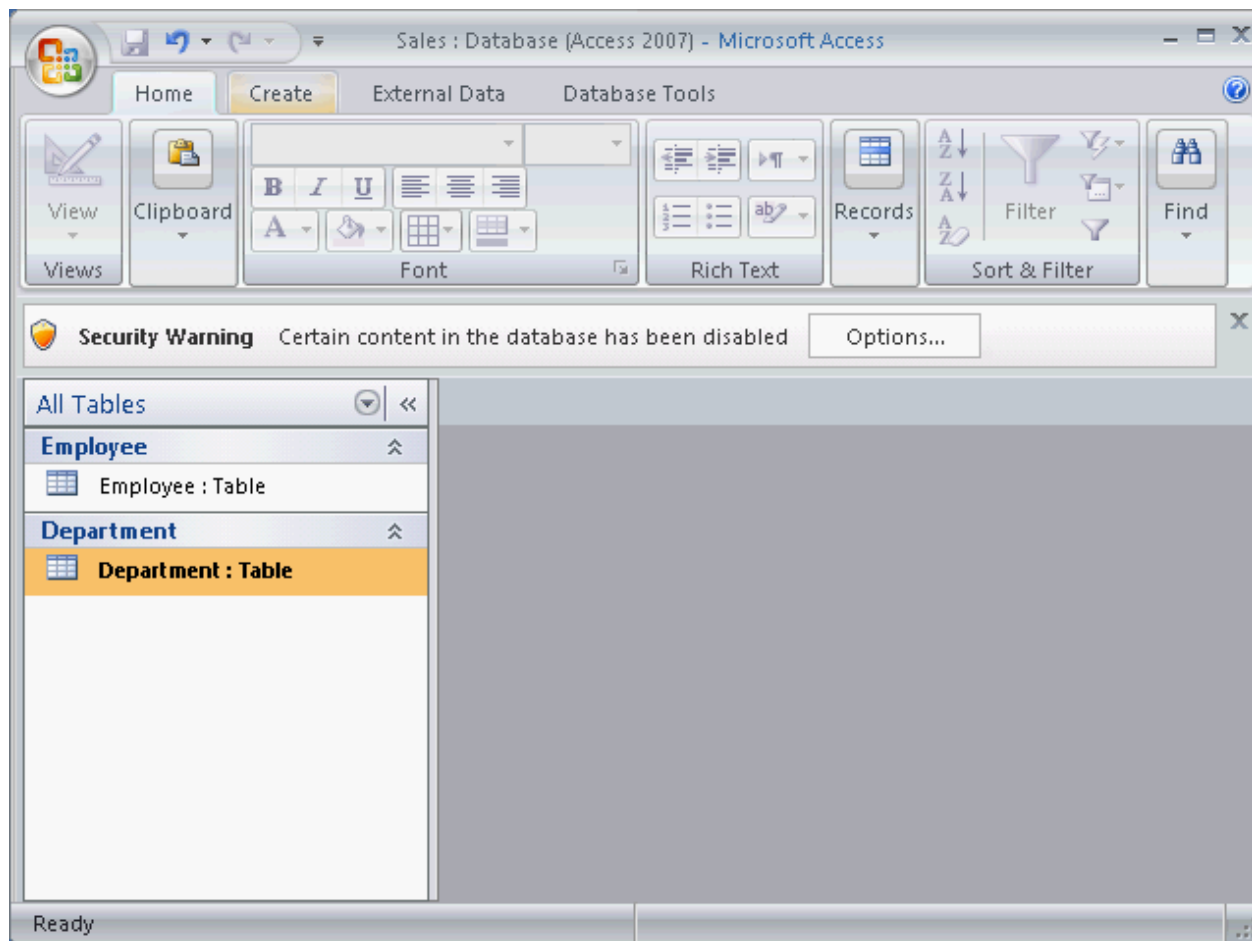 Sales : Database (Access 2007) - Microsoft Access
Home Create External Data Database Tools
View
Views
Clipboard
B I U
A
Font
Rich Text
Records
A Z
Z A
A Z
Filter
Sort & Filter
Find
Security Warning Certain content in the database has been disabled Options...
All Tables
Employee
Employee : Table
Department
Department : Table
Ready